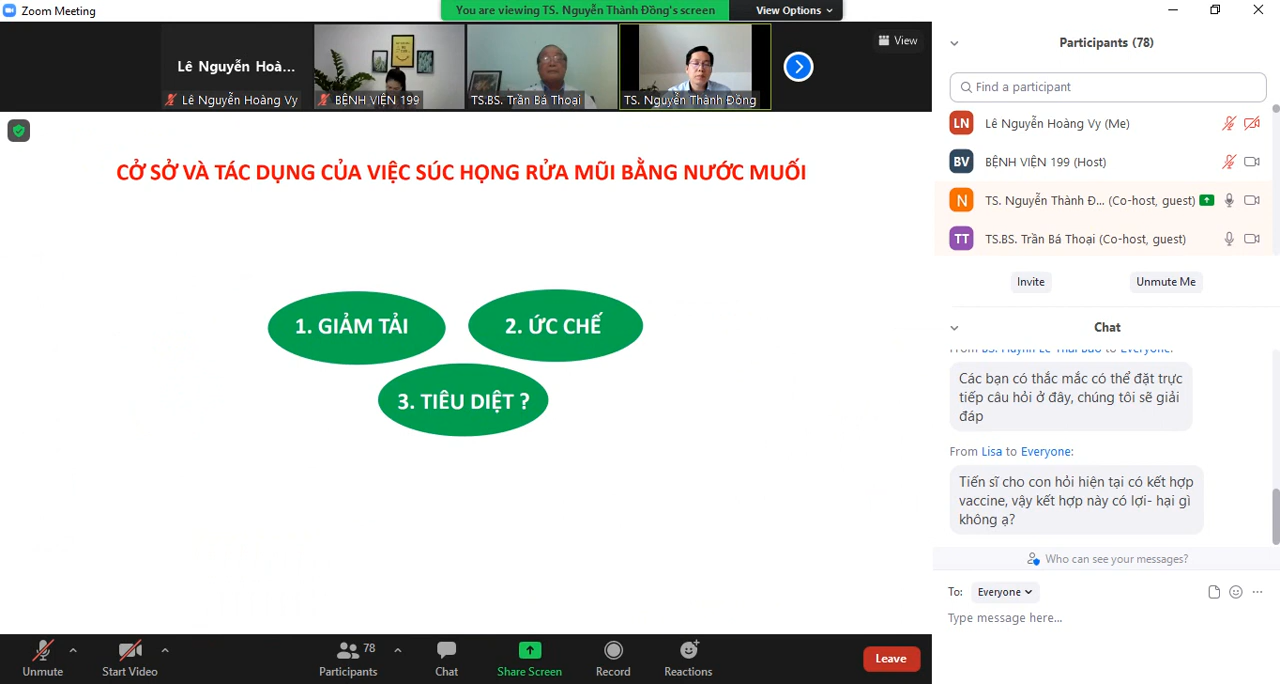 Zoom Meeting
You are viewing TS. Nguyễn Thành Đồng's screen
View Options
Lê Nguyễn Hoà...
Lê Nguyễn Hoàng Vy
BỆNH VIỆN 199
TS.BS. Trần Bá Thoại
TS. Nguyễn Thành Đồng
View
CỞ SỞ VÀ TÁC DỤNG CỦA VIỆC SÚC HỌNG RỬA MŨI BẰNG NƯỚC MUỐI
1. GIẢM TẢI
2. ỨC CHẾ
3. TIÊU DIỆT ?
Participants (78)
Find a participant
LN
Lê Nguyễn Hoàng Vy (Me)
BV
BỆNH VIỆN 199 (Host)
N
TS. Nguyễn Thành Đ... (Co-host, guest)
TT
TS.BS. Trần Bá Thoại (Co-host, guest)
Invite
Unmute Me
Chat
From BS. Huỳnh Lê Thái Bão to Everyone:
Các bạn có thắc mắc có thể đặt trực
tiếp câu hỏi ở đây, chúng tôi sẽ giải
đáp
From Lisa to Everyone:
Tiến sĩ cho con hỏi hiện tại có kết hợp
vaccine, vậy kết hợp này có lợi- hại gì
không ạ?
Who can see your messages?
To:
Everyone
Type message here...
Unmute
Start Video
78
Participants
Chat
Share Screen
Record
Reactions
Leave